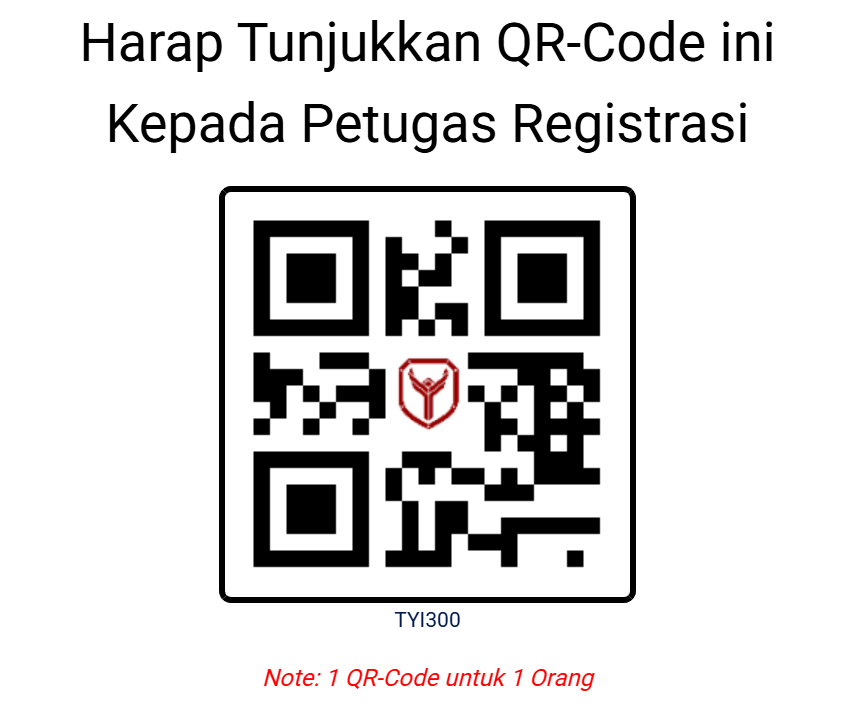 Harap Tunjukkan QR-Code ini
Kepada Petugas Registrasi
TYI300
Note: 1 QR-Code untuk 1 Orang